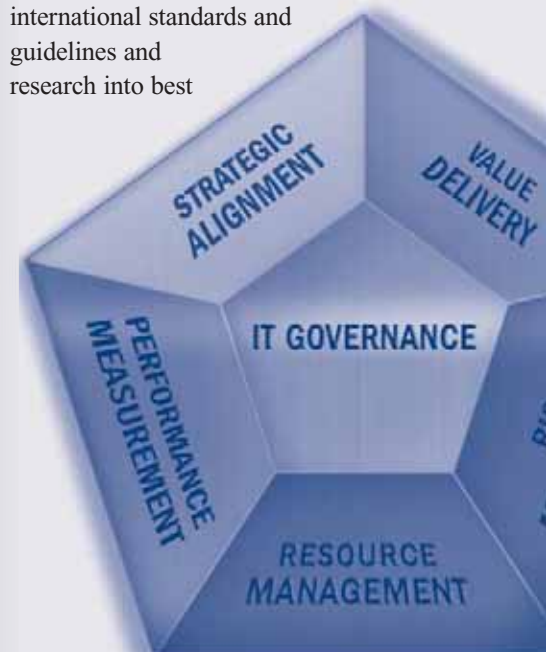 international standards and
guidelines and
research into best
STRATEGIC
ALIGNMENT
VALUE
DELIVERY
IT GOVERNANCE
PERFORMANCE
MEASUREMENT
RESOURCE
MANAGEMENT